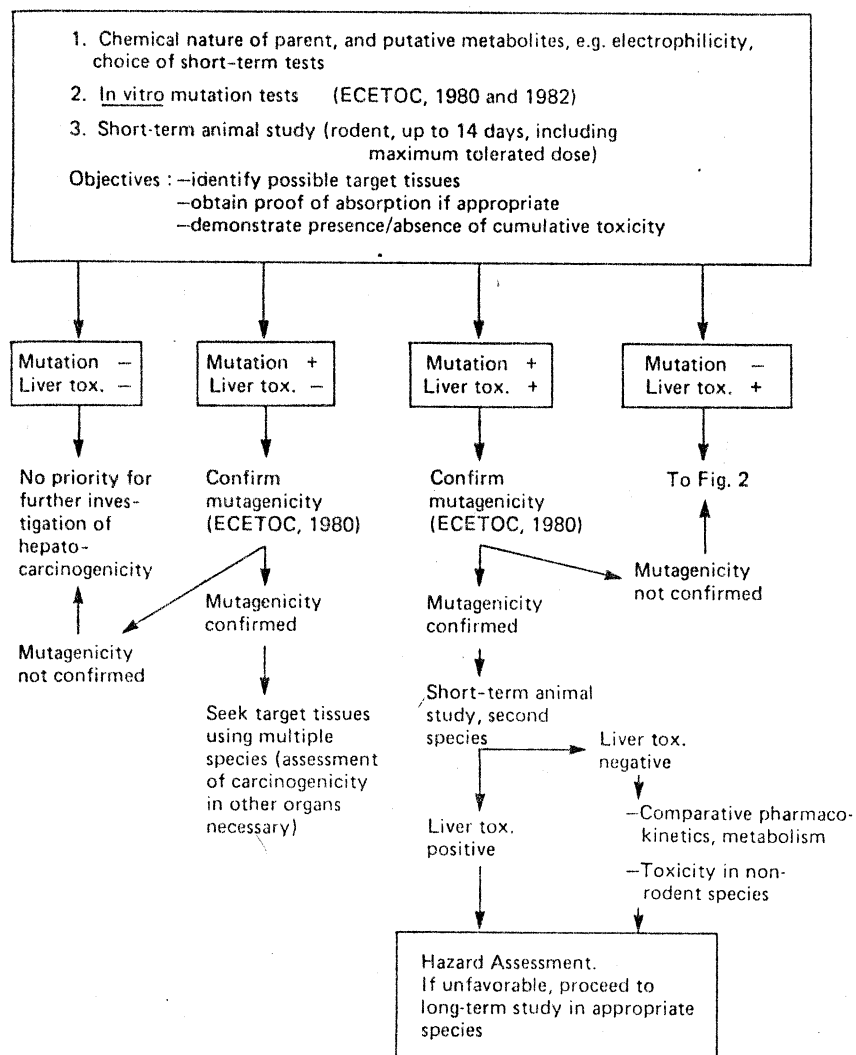 1. Chemical nature of parent, and putative metabolites, e.g. electrophilicity,
choice of short-term tests
2. In vitro mutation tests (ECETOC, 1980 and 1982)
3. Short-term animal study (rodent, up to 14 days, including
maximum tolerated dose)
Objectives : —identify possible target tissues
—obtain proof of absorption if appropriate
—demonstrate presence/absence of cumulative toxicity
Mutation —
Liver tox. —
Mutation +
Liver tox. —
Mutation +
Liver tox. +
Mutation —
Liver tox. +
No priority for
further inves-
tigation of
hepato-
carcinogenicity
Confirm
mutagenicity
(ECETOC, 1980)
Confirm
mutagenicity
(ECETOC, 1980)
To Fig. 2
Mutagenicity
not confirmed
Mutagenicity
confirmed
Mutagenicity
confirmed
Mutagenicity
not confirmed
Seek target tissues
using multiple
species (assessment
of carcinogenicity
in other organs
necessary)
Short-term animal
study, second
species
Liver tox.
negative
Liver tox.
positive
—Comparative pharmaco-
kinetics, metabolism
—Toxicity in non-
rodent species
Hazard Assessment.
If unfavorable, proceed to
long-term study in appropriate
species